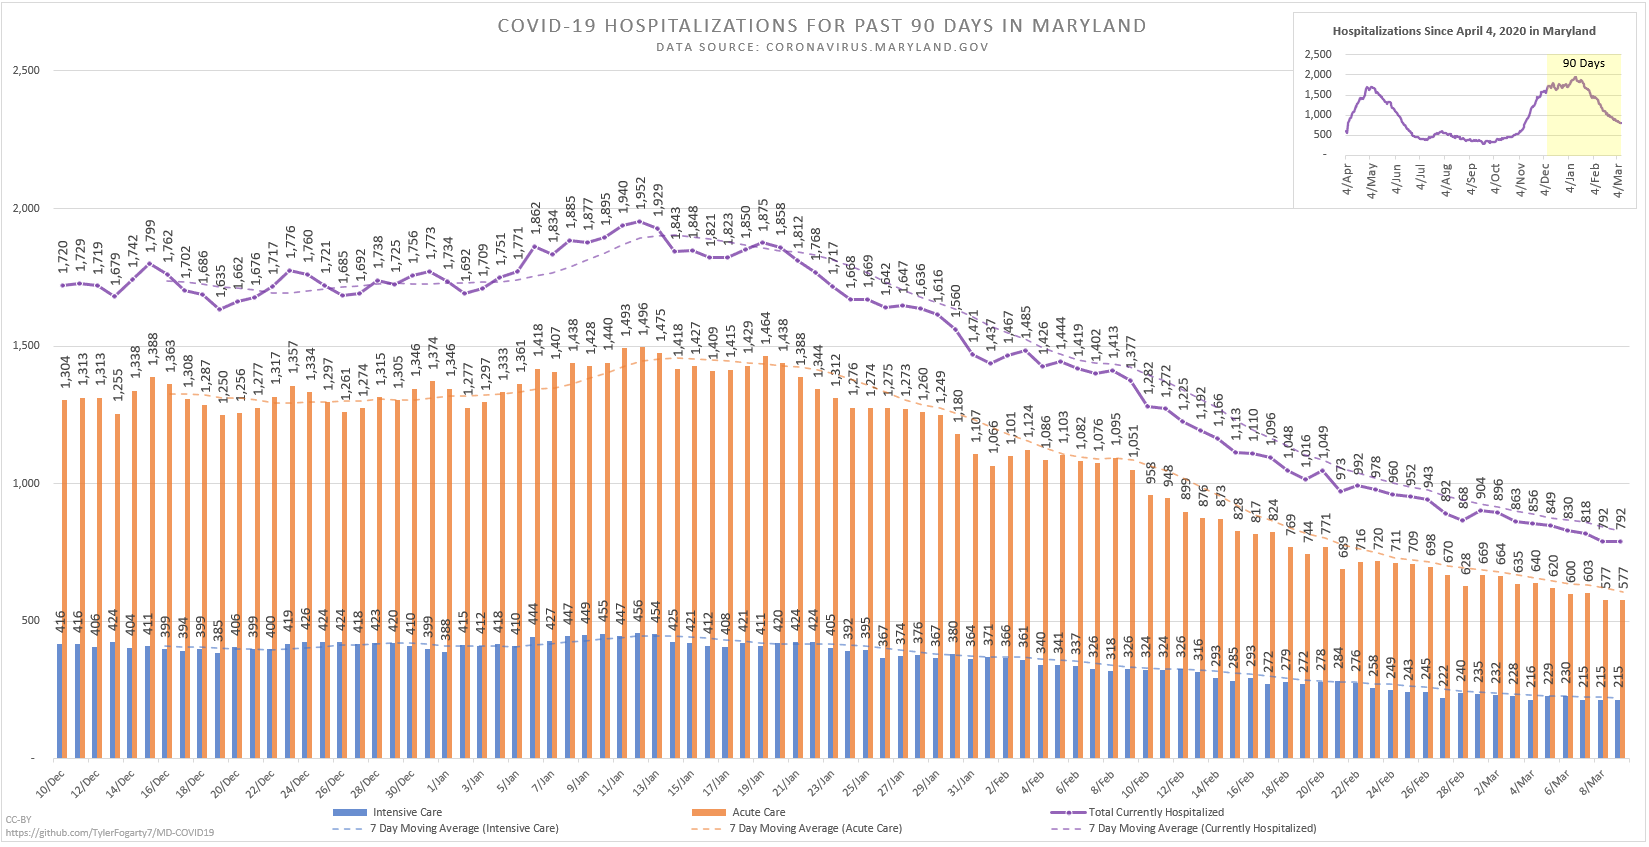 COVID-19 HOSPITALIZATIONS FOR PAST 90 DAYS IN MARYLAND
DATA SOURCE: CORONAVIRUS.MARYLAND.GOV
Hospitalizations Since April 4, 2020 in Maryland
90 Days
2,500
2,000
1,500
1,000
500
-
4/Apr 4/May 4/Jun 4/Jul 4/Aug 4/Sep 4/Oct 4/Nov 4/Dec 4/Jan 4/Feb 4/Mar
2,500
2,000
1,500
1,000
500
-
1,720 1,729 1,719 1,679 1,742 1,799 1,762 1,702 1,686 1,635 1,662 1,676 1,717 1,776 1,760 1,721 1,685 1,692 1,738 1,725 1,756 1,773 1,734 1,692 1,709 1,751 1,771 1,862 1,834 1,885 1,877 1,895 1,940 1,952 1,929 1,843 1,848 1,821 1,823 1,850 1,875 1,858 1,812 1,768 1,717 1,668 1,669 1,642 1,647 1,636 1,616 1,560 1,471 1,437 1,467 1,485 1,426 1,444 1,419 1,402 1,413 1,377 1,282 1,272 1,225 1,192 1,166 1,113 1,110 1,096 1,048 1,016 1,049 973 992 978 960 952 943 892 868 904 896 863 856 849 830 818 792 792
1,304 1,313 1,313 1,255 1,338 1,388 1,363 1,308 1,287 1,250 1,256 1,277 1,317 1,357 1,334 1,297 1,261 1,274 1,315 1,305 1,346 1,374 1,346 1,277 1,297 1,333 1,361 1,418 1,407 1,438 1,428 1,440 1,493 1,496 1,475 1,418 1,427 1,409 1,415 1,429 1,464 1,438 1,388 1,344 1,312 1,276 1,274 1,275 1,273 1,260 1,249 1,180 1,107 1,066 1,101 1,124 1,086 1,103 1,082 1,076 1,095 1,051 958 948 899 876 873 828 817 824 769 744 771 689 716 720 711 709 698 670 628 669 664 635 640 620 600 603 577 577
416 416 406 424 404 411 399 394 399 385 406 399 400 419 426 424 424 418 423 420 410 399 388 415 412 418 410 444 427 447 449 455 447 456 454 425 421 412 408 421 411 420 424 424 405 392 395 367 374 376 367 380 364 371 366 361 340 341 337 326 318 326 324 324 326 316 293 285 293 272 279 272 278 284 276 258 249 243 245 222 240 235 232 228 216 229 230 215 215 215
10/Dec 12/Dec 14/Dec 16/Dec 18/Dec 20/Dec 22/Dec 24/Dec 26/Dec 28/Dec 30/Dec 1/Jan 3/Jan 5/Jan 7/Jan 9/Jan 11/Jan 13/Jan 15/Jan 17/Jan 19/Jan 21/Jan 23/Jan 25/Jan 27/Jan 29/Jan 31/Jan 2/Feb 4/Feb 6/Feb 8/Feb 10/Feb 12/Feb 14/Feb 16/Feb 18/Feb 20/Feb 22/Feb 24/Feb 26/Feb 28/Feb 2/Mar 4/Mar 6/Mar 8/Mar
Intensive Care Acute Care Total Currently Hospitalized
7 Day Moving Average (Intensive Care) 7 Day Moving Average (Acute Care) 7 Day Moving Average (Currently Hospitalized)
CC-BY
https://github.com/TylerFogarty7/MD-COVID19